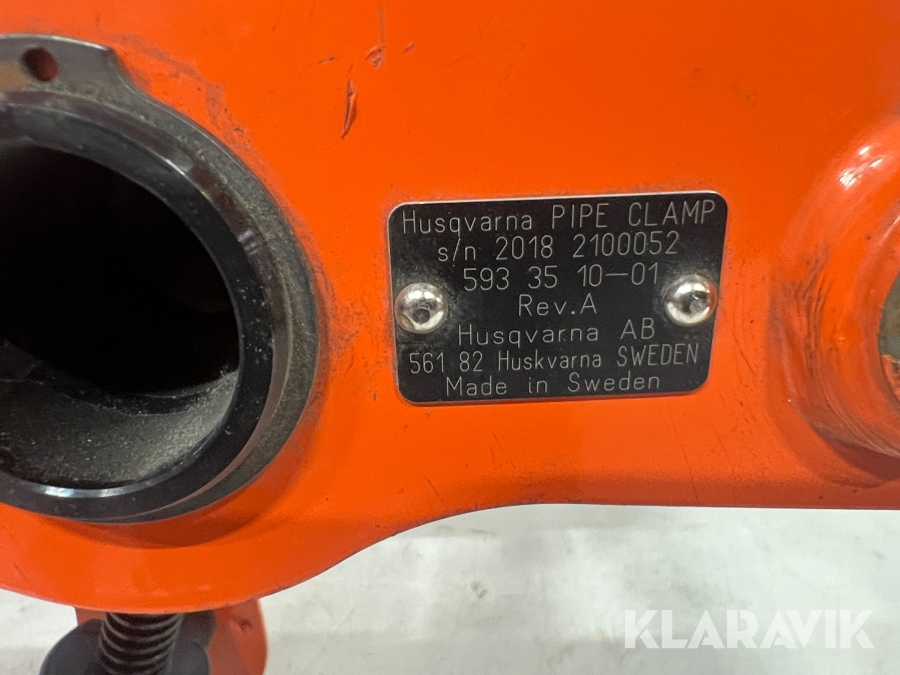 Husqvarna PIPE CLAMP
s/n 2018 2100052
593 35 10-01
Rev.A
Husqvarna AB
561 82 Huskvarna SWEDEN
Made in Sweden
KLARAVIK